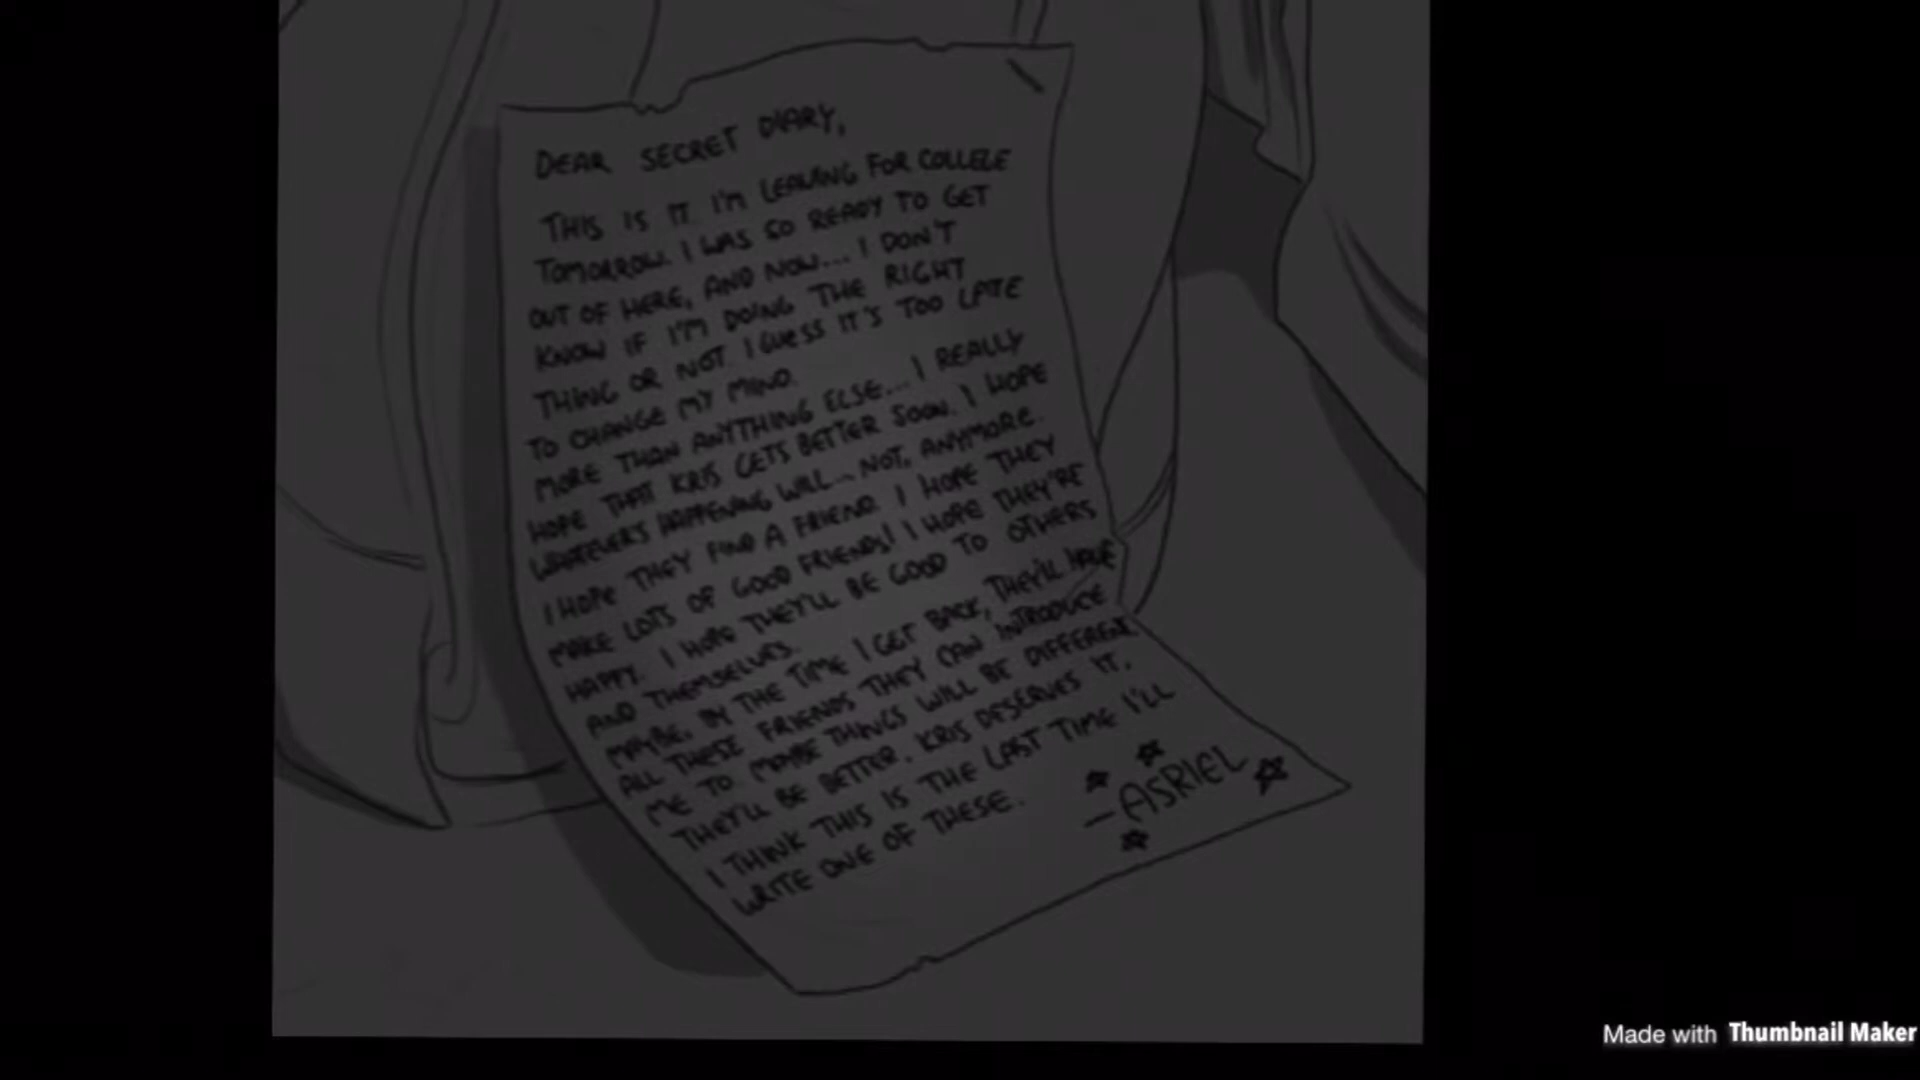 DEAR SECRET DIARY,
THIS IS IT. I'M LEAVING FOR COLLEGE
TOMORROW. I WAS SO READY TO GET
OUT OF HERE, AND NOW... I DON'T
KNOW IF I'M DOING THE RIGHT
THING OR NOT. I GUESS IT'S TOO LATE
TO CHANGE MY MIND.
MORE THAN ANYTHING ELSE... I REALLY
HOPE THAT KRIS GETS BETTER SOON. I HOPE
WHATEVER'S HAPPENING WILL... NOT, ANYMORE.
I HOPE THEY FIND A FRIEND. I HOPE THEY
MAKE LOTS OF GOOD FRIENDS! I HOPE THEY'RE
HAPPY. I HOPE THEY'LL BE GOOD TO OTHERS
AND THEMSELVES.
MAYBE, BY THE TIME I GET BACK, THEY'LL HAVE
ALL THESE FRIENDS THEY CAN INTRODUCE
ME TO. MAYBE THINGS WILL BE DIFFERENT.
THEY'LL BE BETTER. KRIS DESERVES IT.
I THINK THIS IS THE LAST TIME I'LL
WRITE ONE OF THESE.
—ASRIEL
Made with Thumbnail Maker